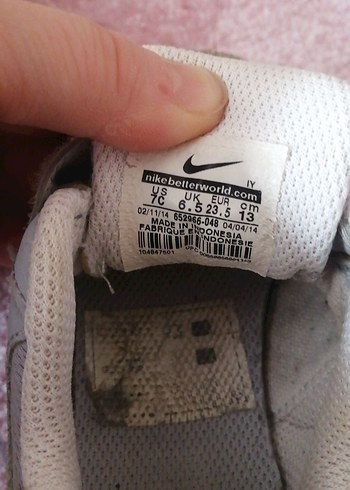 IY
nikebetterworld.com
US UK EUR cm
7C 6.5 23.5 13
02/11/14 652966-048 04/04/14
MADE IN INDONESIA
FABRIQUE EN INDONESIE